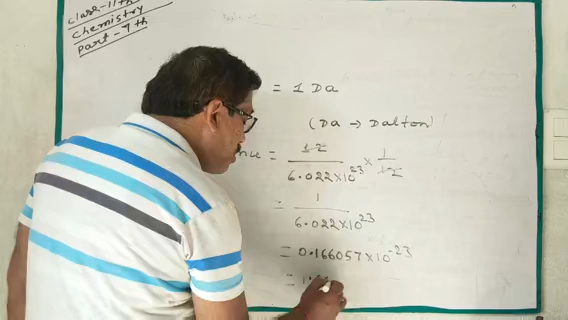 class-11th
chemistry
part-7th
= 1 Da
(Da → Dalton)
= 12 / 6.022×10^23 × 1/12
= 1 / 6.022×10^23
= 0.166057×10^-23
=